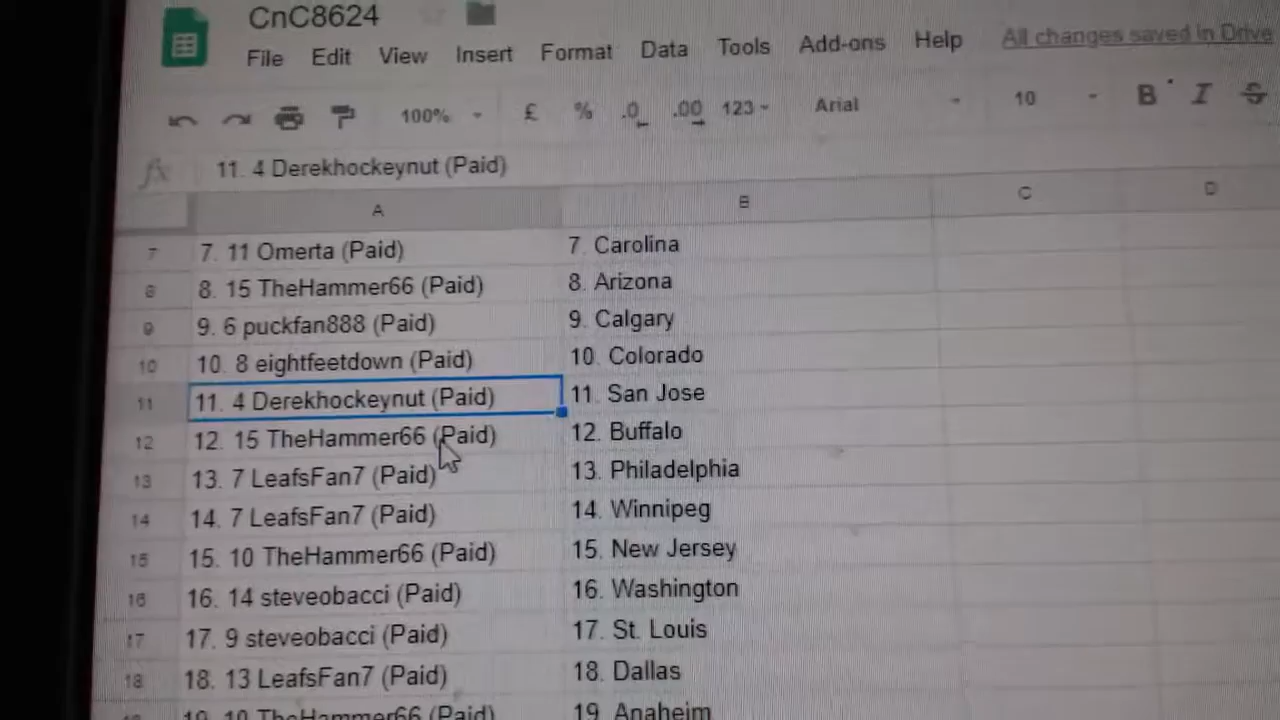 CnC8624
File Edit View Insert Format Data Tools Add-ons Help All changes saved in Drive
100% £ % .0 .00 123 Arial 10 B I S
fx 11. 4 Derekhockeynut (Paid)
A B C D
7 7. 11 Omerta (Paid) 7. Carolina
8 8. 15 TheHammer66 (Paid) 8. Arizona
9 9. 6 puckfan888 (Paid) 9. Calgary
10 10. 8 eightfeetdown (Paid) 10. Colorado
11 11. 4 Derekhockeynut (Paid) 11. San Jose
12 12. 15 TheHammer66 (Paid) 12. Buffalo
13 13. 7 LeafsFan7 (Paid) 13. Philadelphia
14 14. 7 LeafsFan7 (Paid) 14. Winnipeg
15 15. 10 TheHammer66 (Paid) 15. New Jersey
16 16. 14 steveobacci (Paid) 16. Washington
17 17. 9 steveobacci (Paid) 17. St. Louis
18 18. 13 LeafsFan7 (Paid) 18. Dallas
19. 10 TheHammer66 (Paid) 19. Anaheim